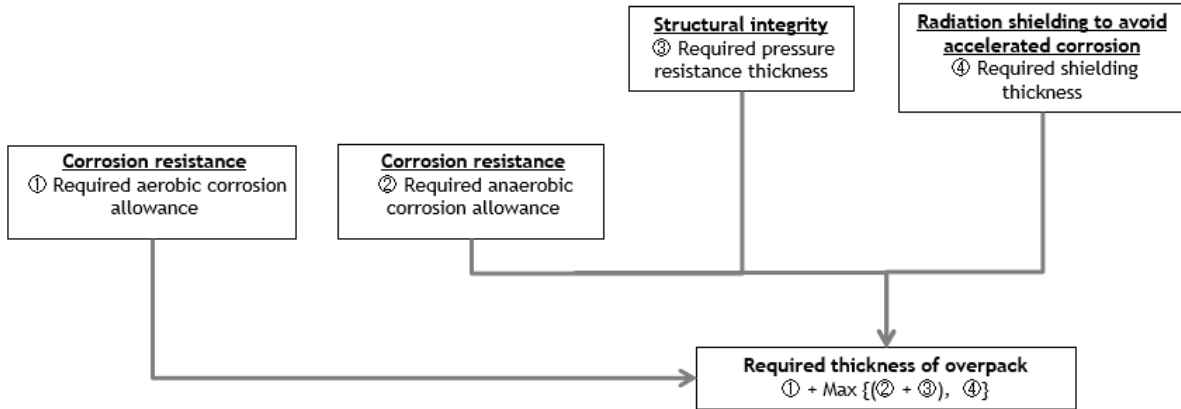 Structural integrity
③ Required pressure
resistance thickness
Radiation shielding to avoid
accelerated corrosion
④ Required shielding
thickness
Corrosion resistance
① Required aerobic corrosion
allowance
Corrosion resistance
② Required anaerobic
corrosion allowance
Required thickness of overpack
① + Max {(② + ③), ④}